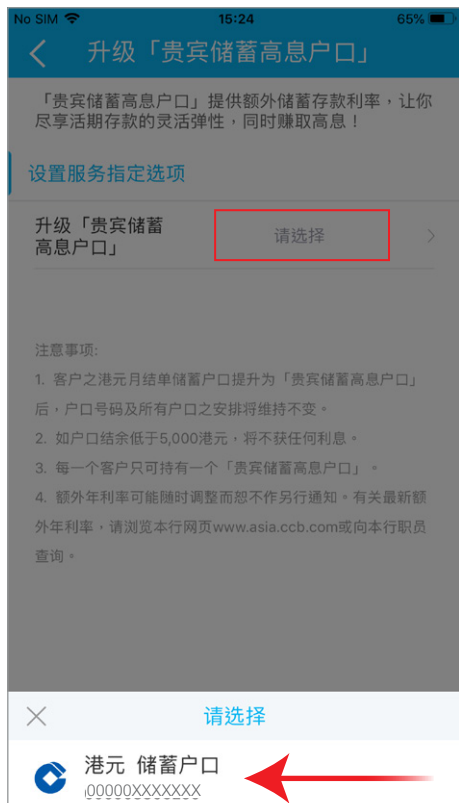 No SIM 15:24 65%
升级「贵宾储蓄高息户口」
「贵宾储蓄高息户口」提供额外储蓄存款利率，让你
尽享活期存款的灵活弹性，同时赚取高息！
设置服务指定选项
升级「贵宾储蓄
高息户口」
请选择
注意事项:
1. 客户之港元月结单储蓄户口提升为「贵宾储蓄高息户口」
后，户口号码及所有户口之安排将维持不变。
2. 如户口结余低于5,000港元，将不获任何利息。
3. 每一个客户只可持有一个「贵宾储蓄高息户口」。
4. 额外年利率可能随时调整而恕不作另行通知。有关最新额
外年利率，请浏览本行网页www.asia.ccb.com或向本行职员
查询。
请选择
港元 储蓄户口
00000XXXXXXX